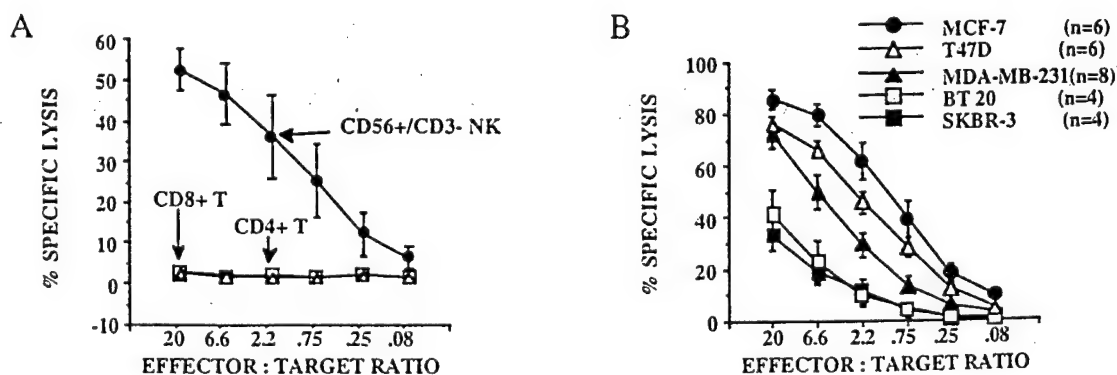 A
60
50
40
30
20
10
0
-10
% SPECIFIC LYSIS
CD56+/CD3- NK
CD8+ T
CD4+ T
20 6.6 2.2 .75 .25 .08
EFFECTOR : TARGET RATIO
B
MCF-7 (n=6)
T47D (n=6)
MDA-MB-231(n=8)
BT 20 (n=4)
SKBR-3 (n=4)
100
80
60
40
20
0
% SPECIFIC LYSIS
20 6.6 2.2 .75 .25 .08
EFFECTOR : TARGET RATIO